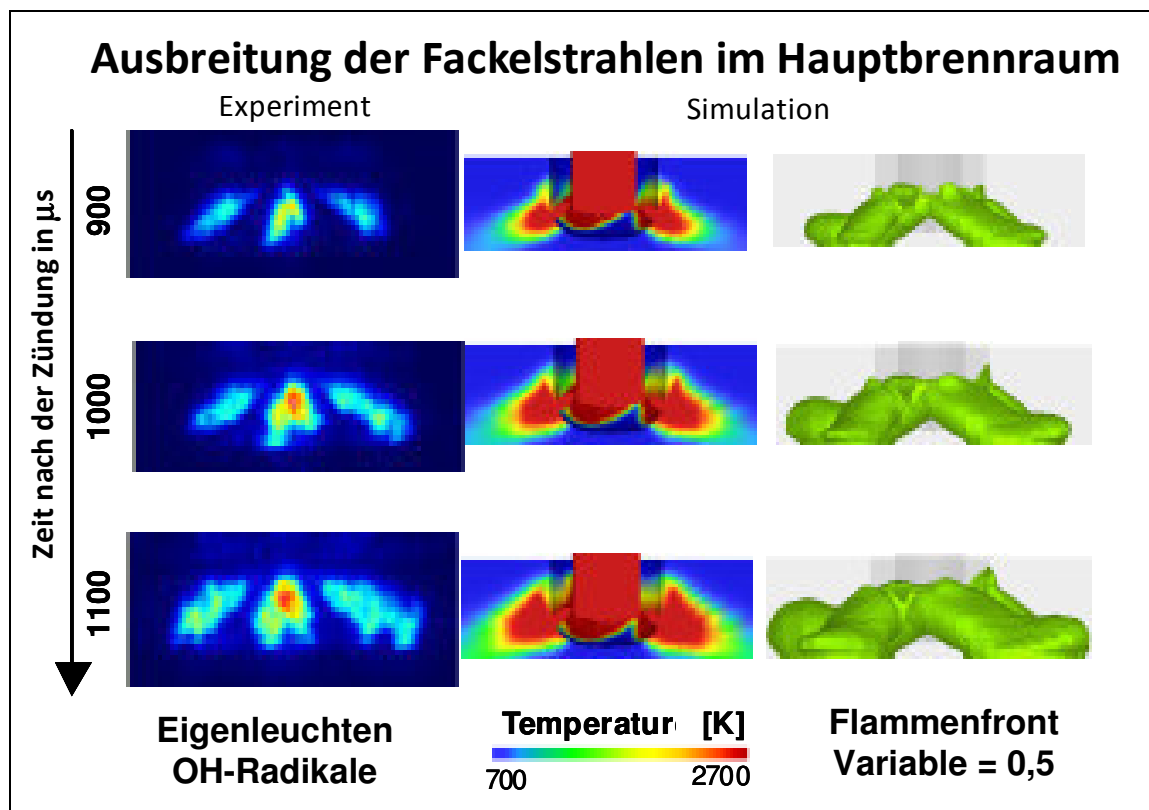 Ausbreitung der Fackelstrahlen im Hauptbrennraum
Experiment
Simulation
Zeit nach der Zündung in µs
900
1000
1100
Eigenleuchten
OH-Radikale
Temperatur [K]
700
2700
Flammenfront
Variable = 0,5